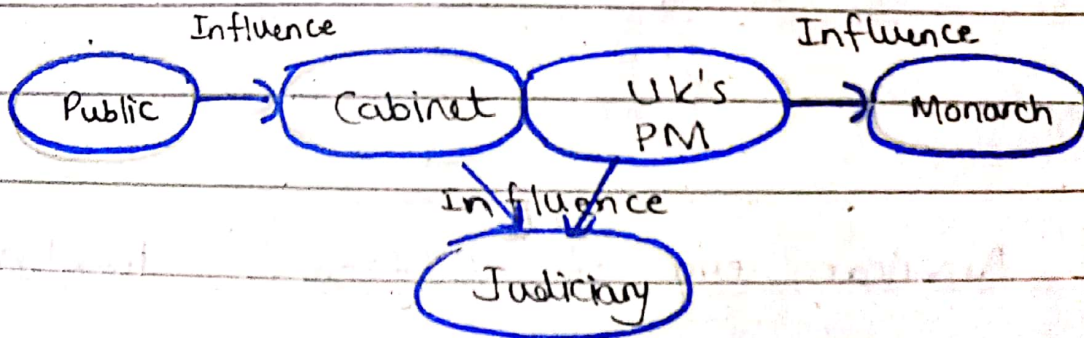 Influence
Influence
Public
Cabinet
UK's
PM
Monarch
Influence
Judiciary